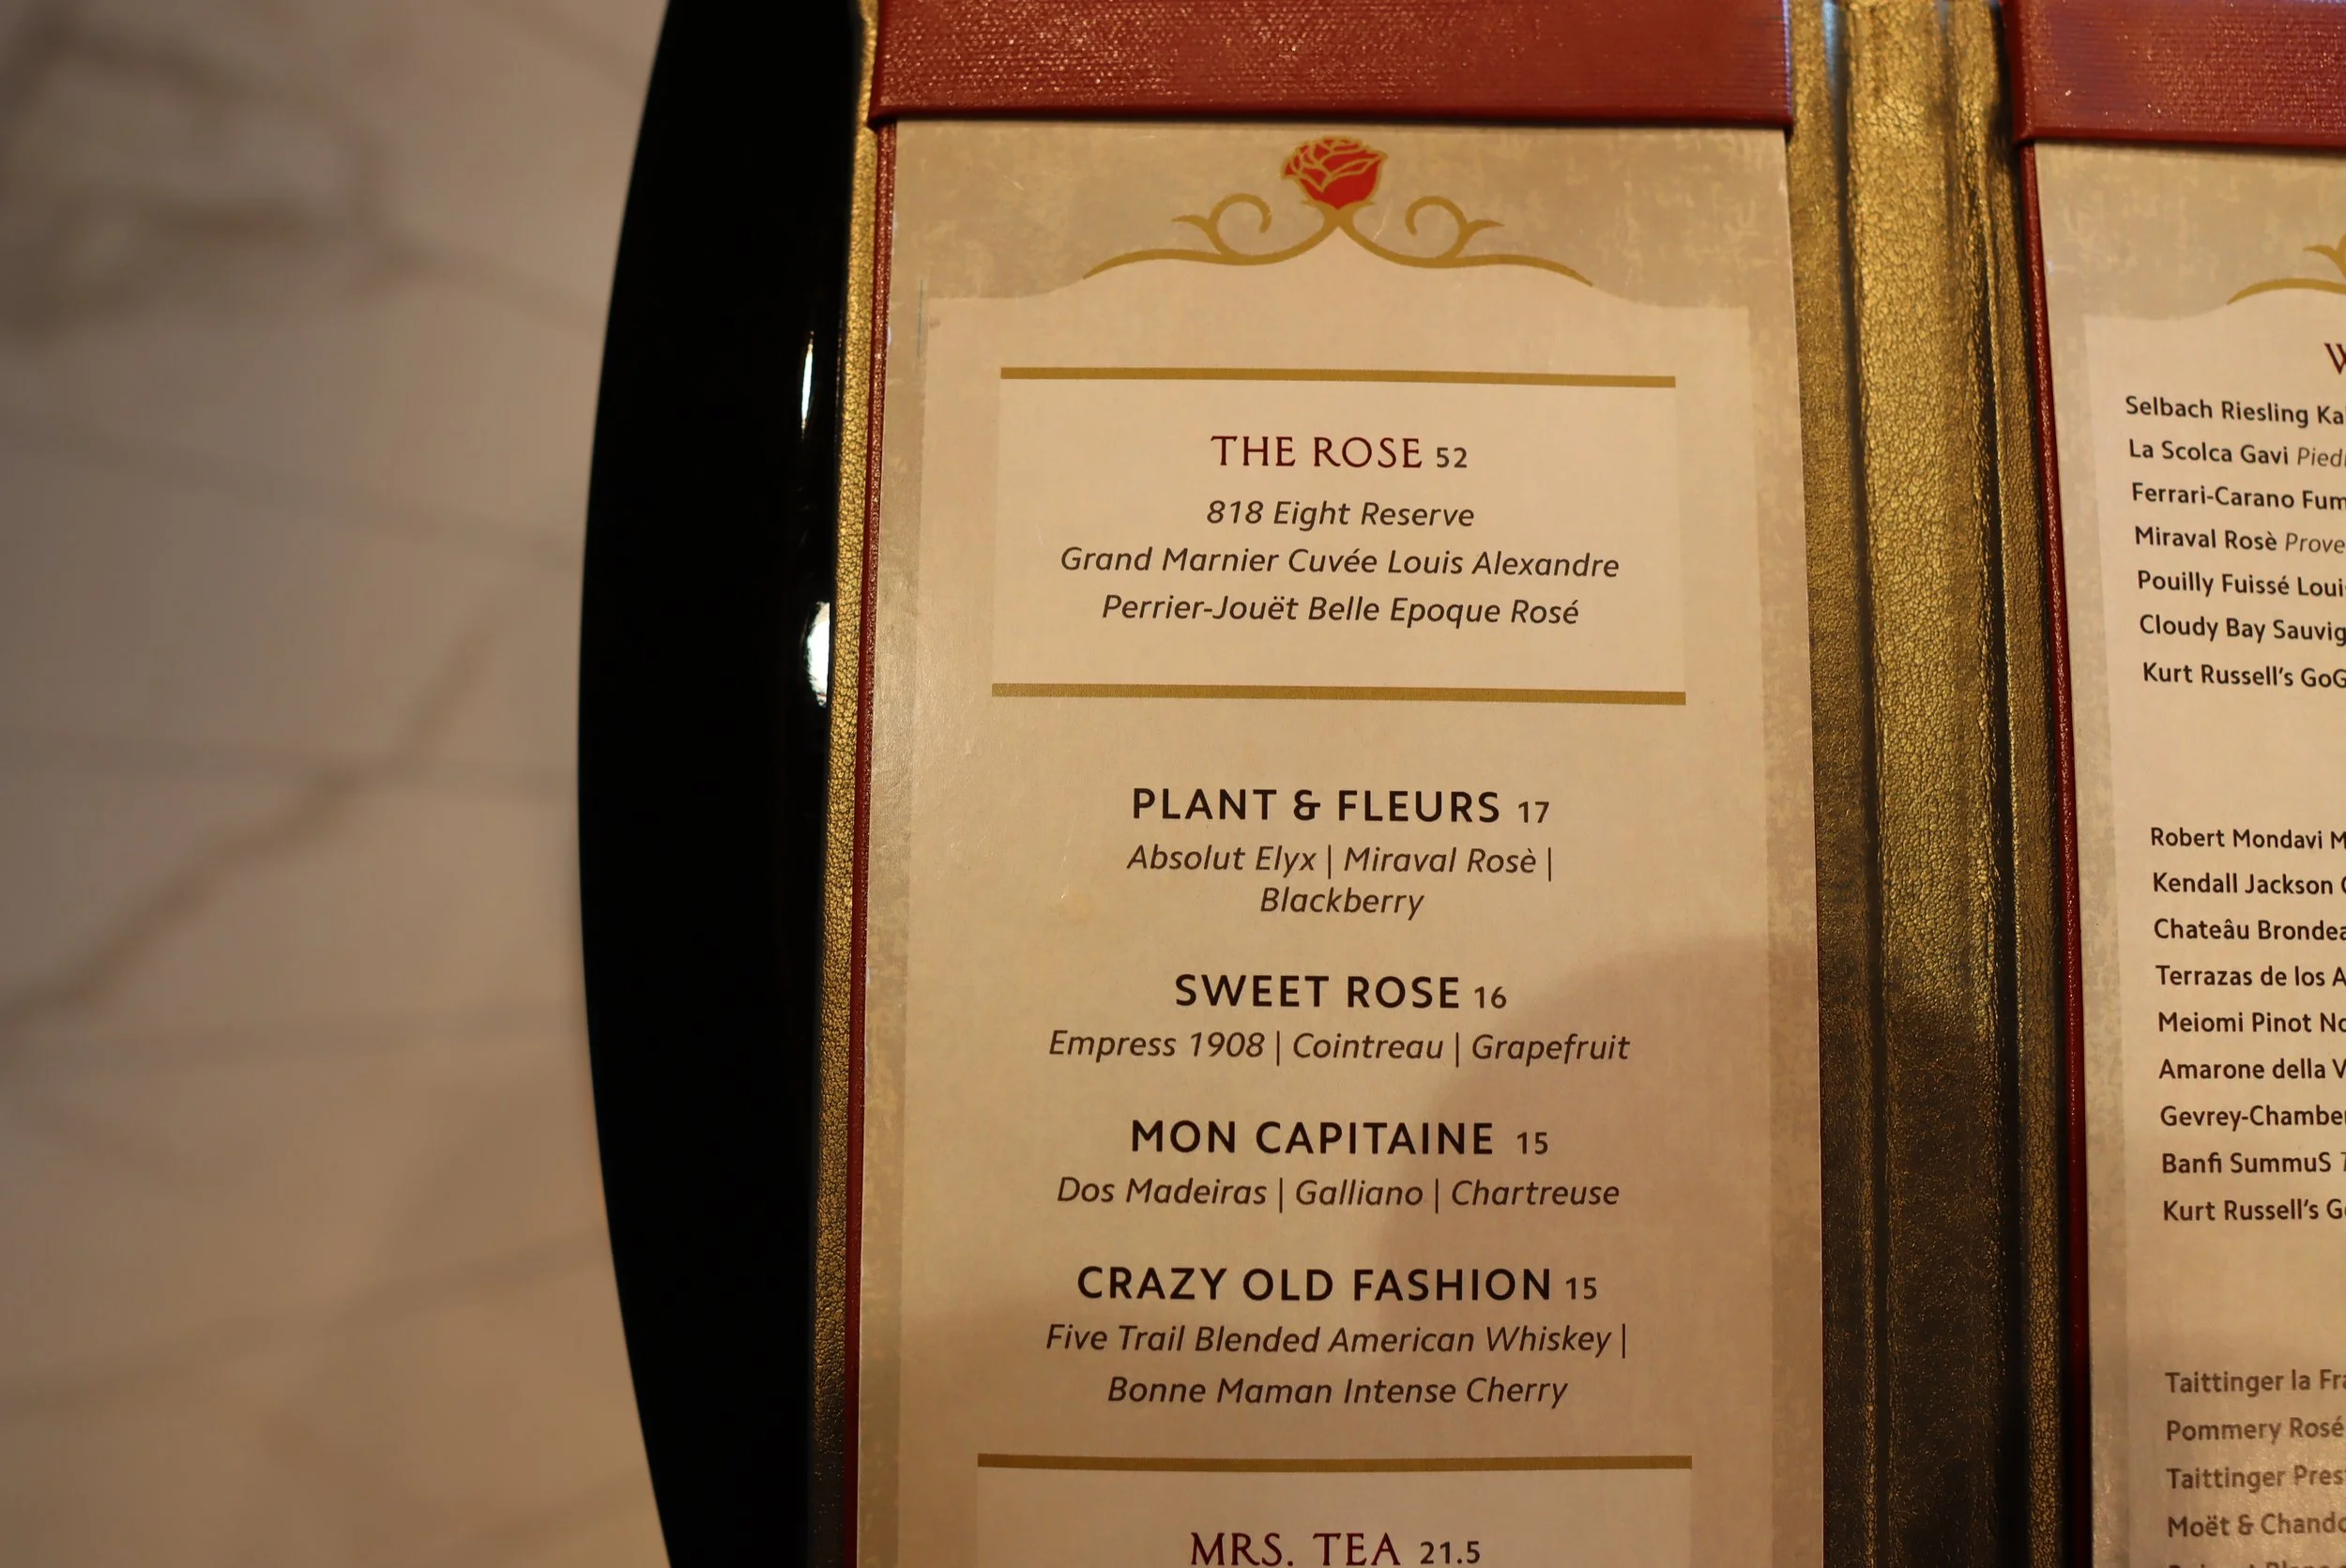 THE ROSE 52
818 Eight Reserve
Grand Marnier Cuvée Louis Alexandre
Perrier-Jouët Belle Epoque Rosé
PLANT & FLEURS 17
Absolut Elyx | Miraval Rosè |
Blackberry
SWEET ROSE 16
Empress 1908 | Cointreau | Grapefruit
MON CAPITAINE 15
Dos Madeiras | Galliano | Chartreuse
CRAZY OLD FASHION 15
Five Trail Blended American Whiskey |
Bonne Maman Intense Cherry
MRS. TEA 21.5
Selbach Riesling
La Scolca Gavi
Ferrari-Carano
Miraval Rosè
Pouilly Fuissé
Cloudy Bay
Kurt Russell's
Robert Mondavi
Kendall Jackson
Chateâu
Terrazas de los
Meiomi Pinot
Amarone della
Banfi SummuS
Kurt Russell's
Taittinger la
Pommery Rosé
Taittinger
Moët &